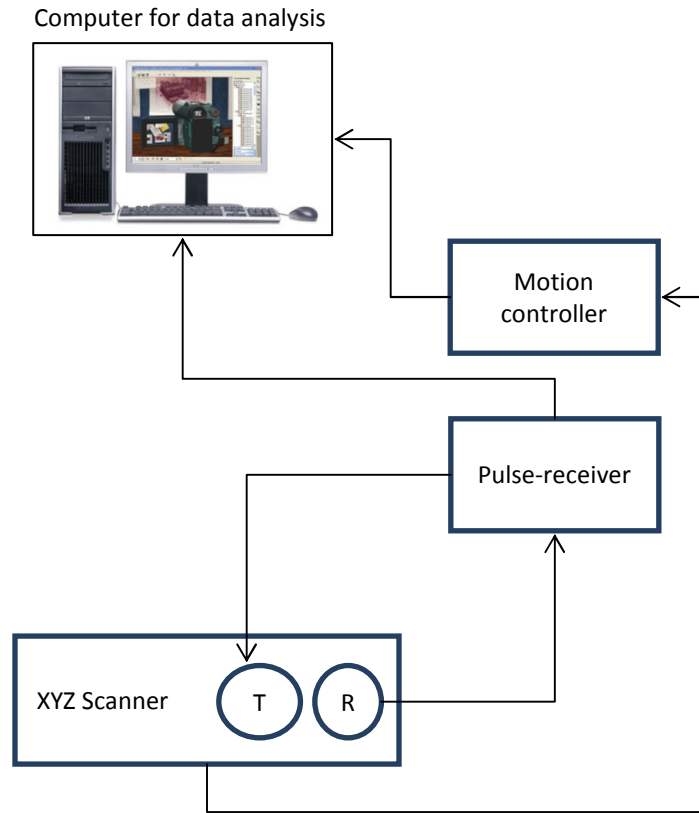 Computer for data analysis
Motion
controller
Pulse-receiver
XYZ Scanner
T
R